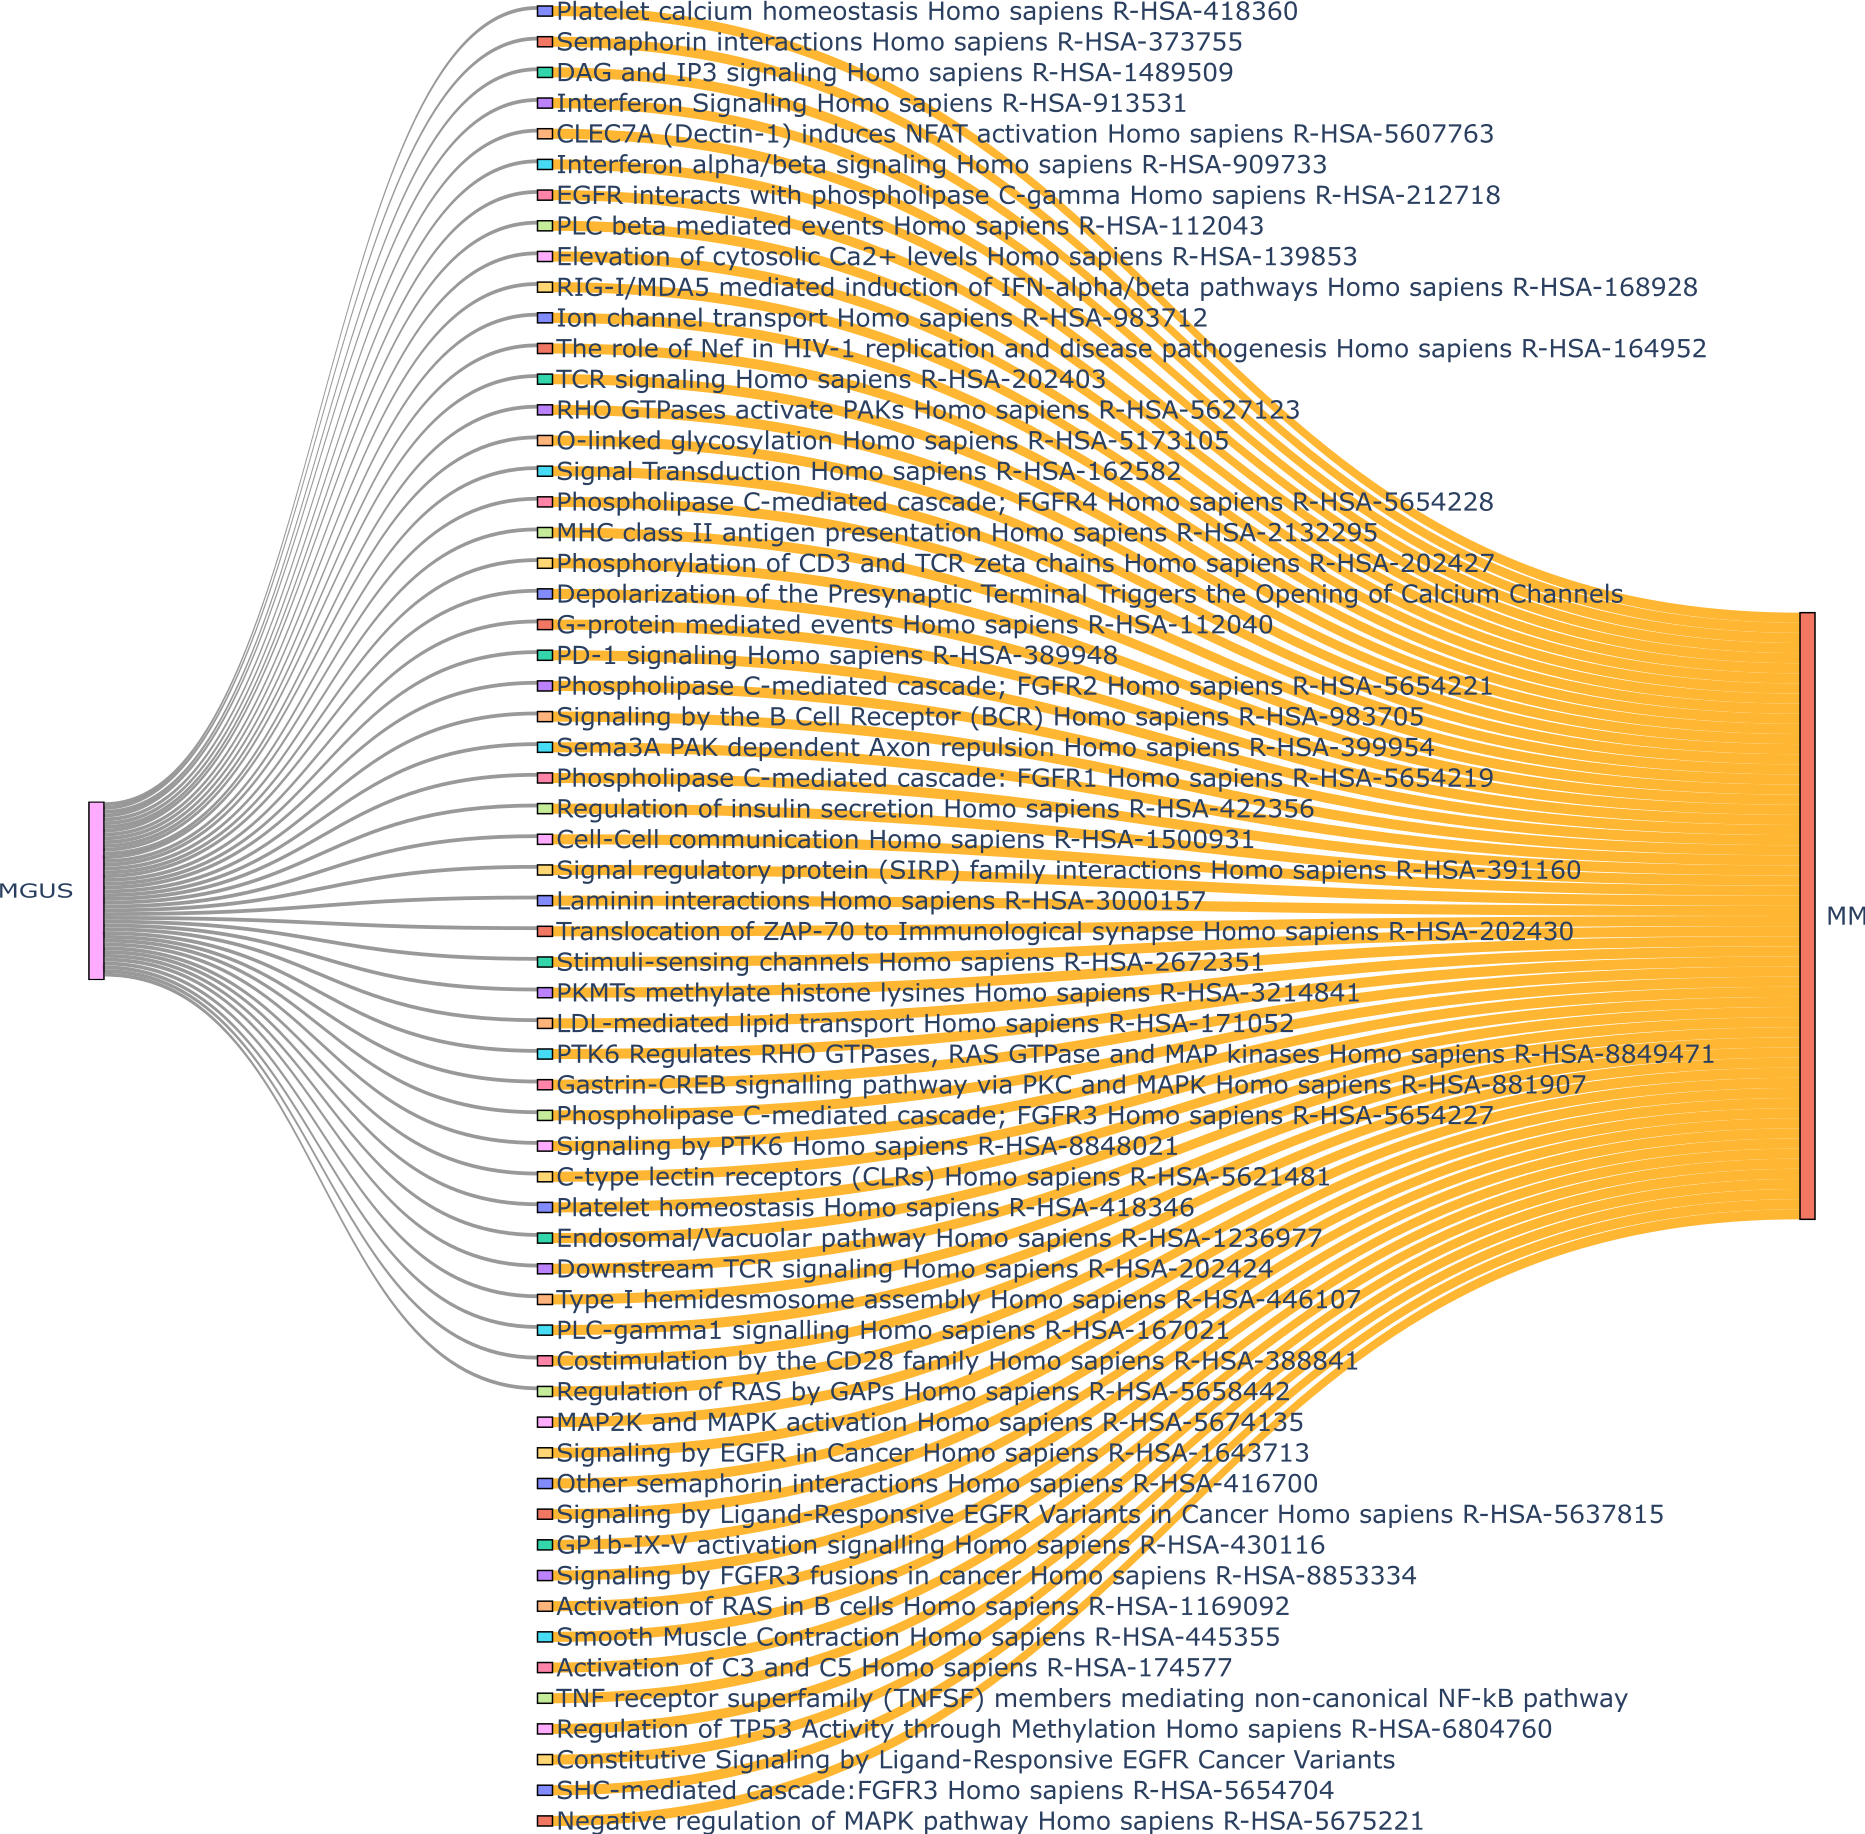 Platelet calcium homeostasis Homo sapiens R-HSA-418360
Semaphorin interactions Homo sapiens R-HSA-373755
DAG and IP3 signaling Homo sapiens R-HSA-1489509
Interferon Signaling Homo sapiens R-HSA-913531
CLEC7A (Dectin-1) induces NFAT activation Homo sapiens R-HSA-5607763
Interferon alpha/beta signaling Homo sapiens R-HSA-909733
EGFR interacts with phospholipase C-gamma Homo sapiens R-HSA-212718
PLC beta mediated events Homo sapiens R-HSA-112043
Elevation of cytosolic Ca2+ levels Homo sapiens R-HSA-139853
RIG-I/MDA5 mediated induction of IFN-alpha/beta pathways Homo sapiens R-HSA-168928
Ion channel transport Homo sapiens R-HSA-983712
The role of Nef in HIV-1 replication and disease pathogenesis Homo sapiens R-HSA-164952
TCR signaling Homo sapiens R-HSA-202403
RHO GTPases activate PAKs Homo sapiens R-HSA-5627123
O-linked glycosylation Homo sapiens R-HSA-5173105
Signal Transduction Homo sapiens R-HSA-162582
Phospholipase C-mediated cascade; FGFR4 Homo sapiens R-HSA-5654228
MHC class II antigen presentation Homo sapiens R-HSA-2132295
Phosphorylation of CD3 and TCR zeta chains Homo sapiens R-HSA-202427
Depolarization of the Presynaptic Terminal Triggers the Opening of Calcium Channels
G-protein mediated events Homo sapiens R-HSA-112040
PD-1 signaling Homo sapiens R-HSA-389948
Phospholipase C-mediated cascade; FGFR2 Homo sapiens R-HSA-5654221
Signaling by the B Cell Receptor (BCR) Homo sapiens R-HSA-983705
Sema3A PAK dependent Axon repulsion Homo sapiens R-HSA-399954
Phospholipase C-mediated cascade: FGFR1 Homo sapiens R-HSA-5654219
Regulation of insulin secretion Homo sapiens R-HSA-422356
Cell-Cell communication Homo sapiens R-HSA-1500931
Signal regulatory protein (SIRP) family interactions Homo sapiens R-HSA-391160
MGUS
Laminin interactions Homo sapiens R-HSA-3000157
MM
Translocation of ZAP-70 to Immunological synapse Homo sapiens R-HSA-202430
Stimuli-sensing channels Homo sapiens R-HSA-2672351
PKMTs methylate histone lysines Homo sapiens R-HSA-3214841
LDL-mediated lipid transport Homo sapiens R-HSA-171052
PTK6 Regulates RHO GTPases, RAS GTPase and MAP kinases Homo sapiens R-HSA-8849471
Gastrin-CREB signalling pathway via PKC and MAPK Homo sapiens R-HSA-881907
Phospholipase C-mediated cascade; FGFR3 Homo sapiens R-HSA-5654227
Signaling by PTK6 Homo sapiens R-HSA-8848021
C-type lectin receptors (CLRs) Homo sapiens R-HSA-5621481
Platelet homeostasis Homo sapiens R-HSA-418346
Endosomal/Vacuolar pathway Homo sapiens R-HSA-1236977
Downstream TCR signaling Homo sapiens R-HSA-202424
Type I hemidesmosome assembly Homo sapiens R-HSA-446107
PLC-gamma1 signalling Homo sapiens R-HSA-167021
Costimulation by the CD28 family Homo sapiens R-HSA-388841
Regulation of RAS by GAPs Homo sapiens R-HSA-5658442
MAP2K and MAPK activation Homo sapiens R-HSA-5674135
Signaling by EGFR in Cancer Homo sapiens R-HSA-1643713
Other semaphorin interactions Homo sapiens R-HSA-416700
Signaling by Ligand-Responsive EGFR Variants in Cancer Homo sapiens R-HSA-5637815
GP1b-IX-V activation signalling Homo sapiens R-HSA-430116
Signaling by FGFR3 fusions in cancer Homo sapiens R-HSA-8853334
Activation of RAS in B cells Homo sapiens R-HSA-1169092
Smooth Muscle Contraction Homo sapiens R-HSA-445355
Activation of C3 and C5 Homo sapiens R-HSA-174577
TNF receptor superfamily (TNFSF) members mediating non-canonical NF-kB pathway
Regulation of TP53 Activity through Methylation Homo sapiens R-HSA-6804760
Constitutive Signaling by Ligand-Responsive EGFR Cancer Variants
SHC-mediated cascade:FGFR3 Homo sapiens R-HSA-5654704
Negative regulation of MAPK pathway Homo sapiens R-HSA-5675221